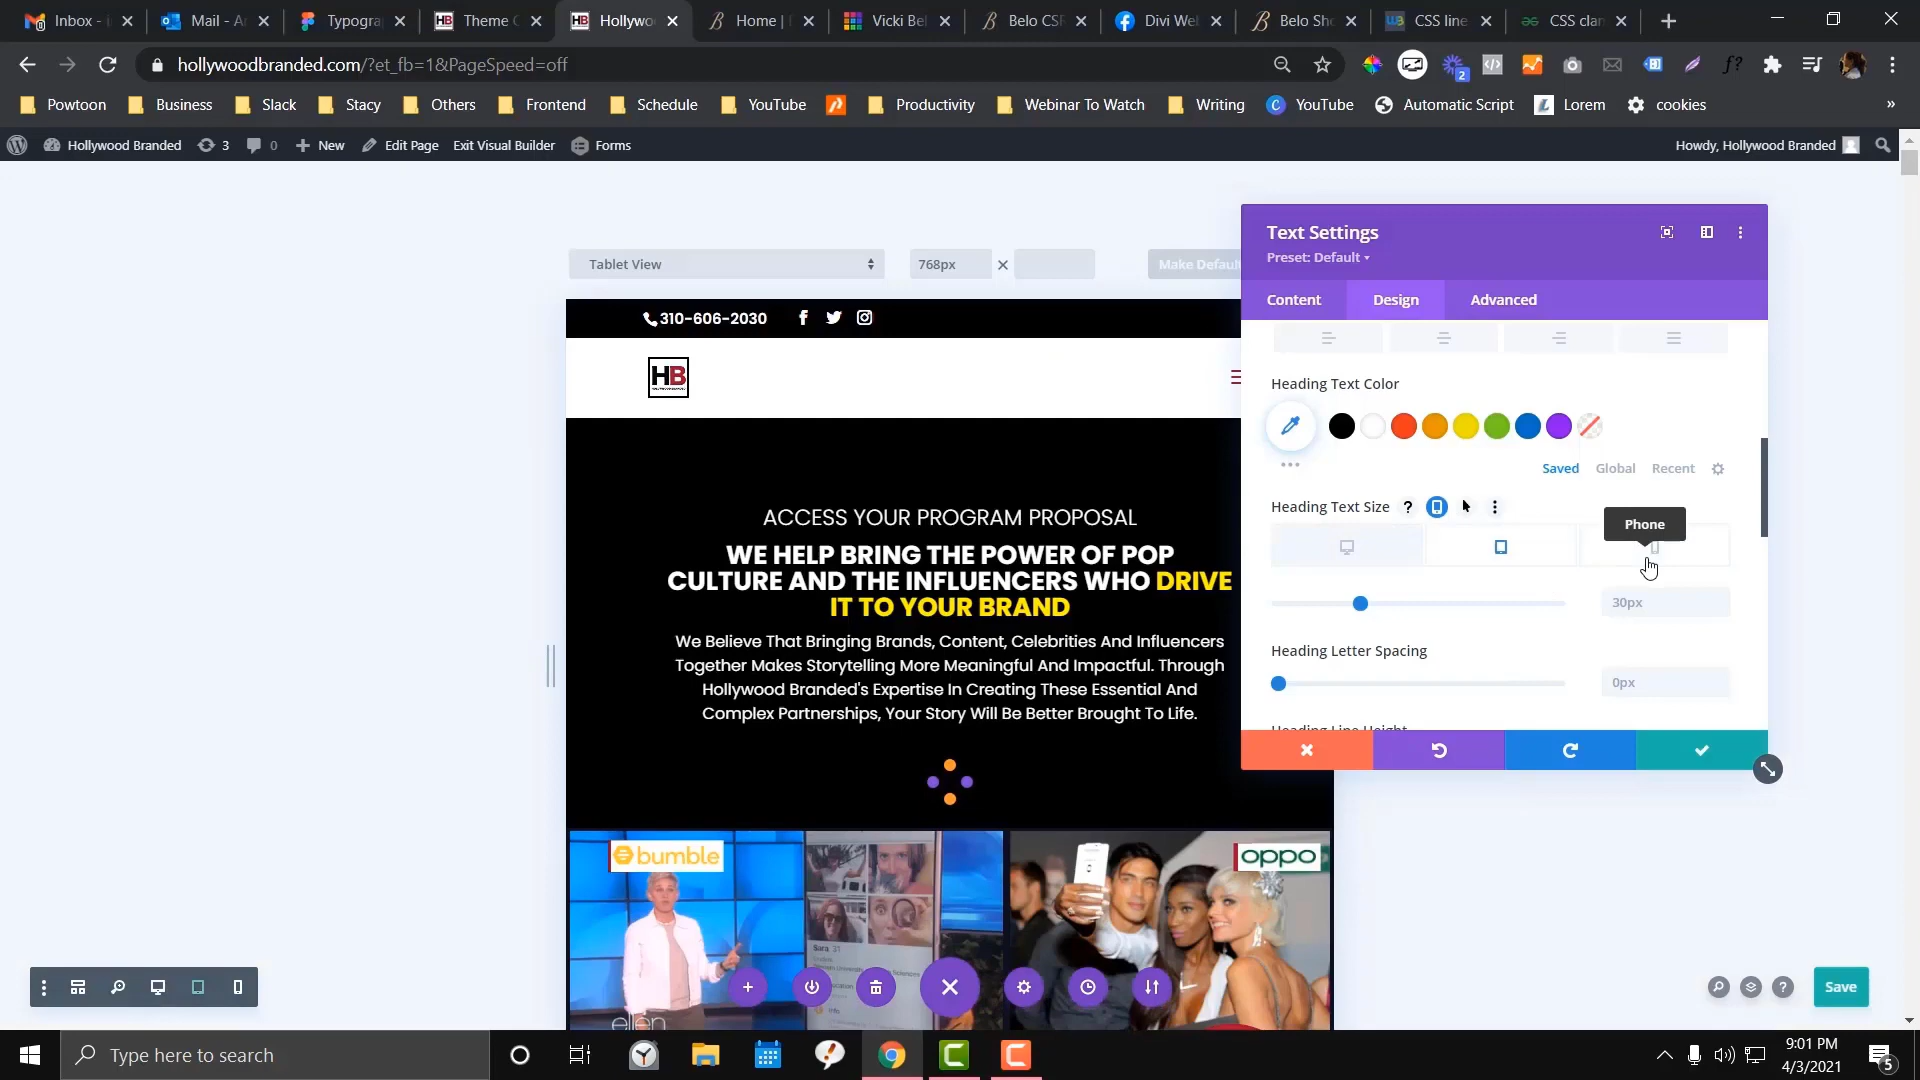 Inbox - i
Mail - A
Typogra
Theme C
Hollywo
Home | f
Vicki Bel
Belo CSR
Divi Wel
Belo Sho
CSS line
CSS clan
hollywoodbranded.com/?et_fb=1&PageSpeed=off
2
Powtoon
Business
Slack
Stacy
Others
Frontend
Schedule
YouTube
Productivity
Webinar To Watch
Writing
YouTube
Automatic Script
Lorem
cookies
»
Hollywood Branded
3
0
New
Edit Page
Exit Visual Builder
Forms
Howdy, Hollywood Branded
Tablet View
768px
Make Default
310-606-2030
HB
ACCESS YOUR PROGRAM PROPOSAL
WE HELP BRING THE POWER OF POP
CULTURE AND THE INFLUENCERS WHO DRIVE
IT TO YOUR BRAND
We Believe That Bringing Brands, Content, Celebrities And Influencers
Together Makes Storytelling More Meaningful And Impactful. Through
Hollywood Branded's Expertise In Creating These Essential And
Complex Partnerships, Your Story Will Be Better Brought To Life.
bumble
oppo
ellen
Text Settings
Preset: Default
Content
Design
Advanced
Heading Text Color
Saved
Global
Recent
Heading Text Size
Phone
30px
Heading Letter Spacing
0px
Heading Line Height
Save
Type here to search
9:01 PM
4/3/2021
5